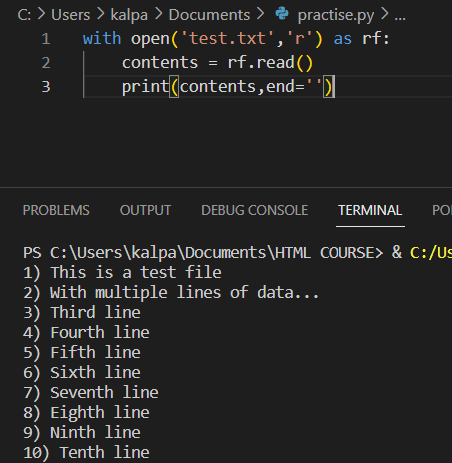 C: > Users > kalpa > Documents > practise.py > ...
1 with open('test.txt','r') as rf:
2 contents = rf.read()
3 print(contents,end='')
PROBLEMS OUTPUT DEBUG CONSOLE TERMINAL
PS C:\Users\kalpa\Documents\HTML COURSE> & C:/Us
1) This is a test file
2) With multiple lines of data...
3) Third line
4) Fourth line
5) Fifth line
6) Sixth line
7) Seventh line
8) Eighth line
9) Ninth line
10) Tenth line